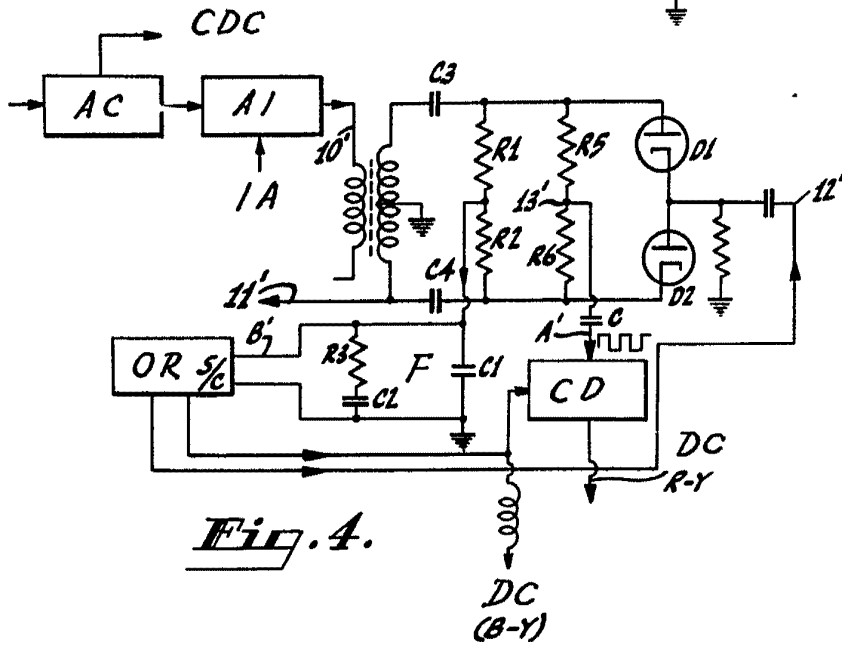 CDC
AC
A1
1A
10'
C3
R1
R5
D1
13'
12'
R2
R6
D2
11'
C4
C
B'
A'
OR S/C
R3
C2
F
C1
CD
DC
R-Y
Fig. 4.
DC
(B-Y)